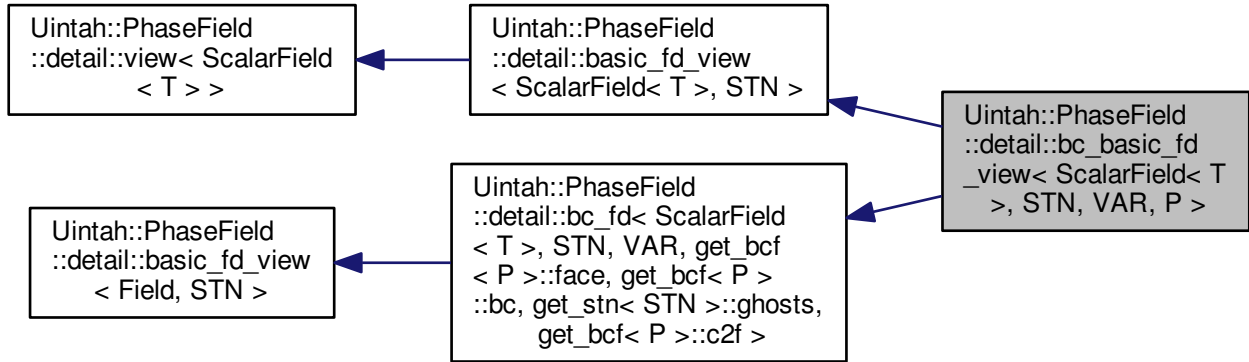 Uintah::PhaseField
::detail::view< ScalarField
< T > >
Uintah::PhaseField
::detail::basic_fd_view
< ScalarField< T >, STN >
Uintah::PhaseField
::detail::bc_basic_fd
_view< ScalarField< T
>, STN, VAR, P >
Uintah::PhaseField
::detail::basic_fd_view
< Field, STN >
Uintah::PhaseField
::detail::bc_fd< ScalarField
< T >, STN, VAR, get_bcf
< P >::face, get_bcf< P >
::bc, get_stn< STN >::ghosts,
get_bcf< P >::c2f >